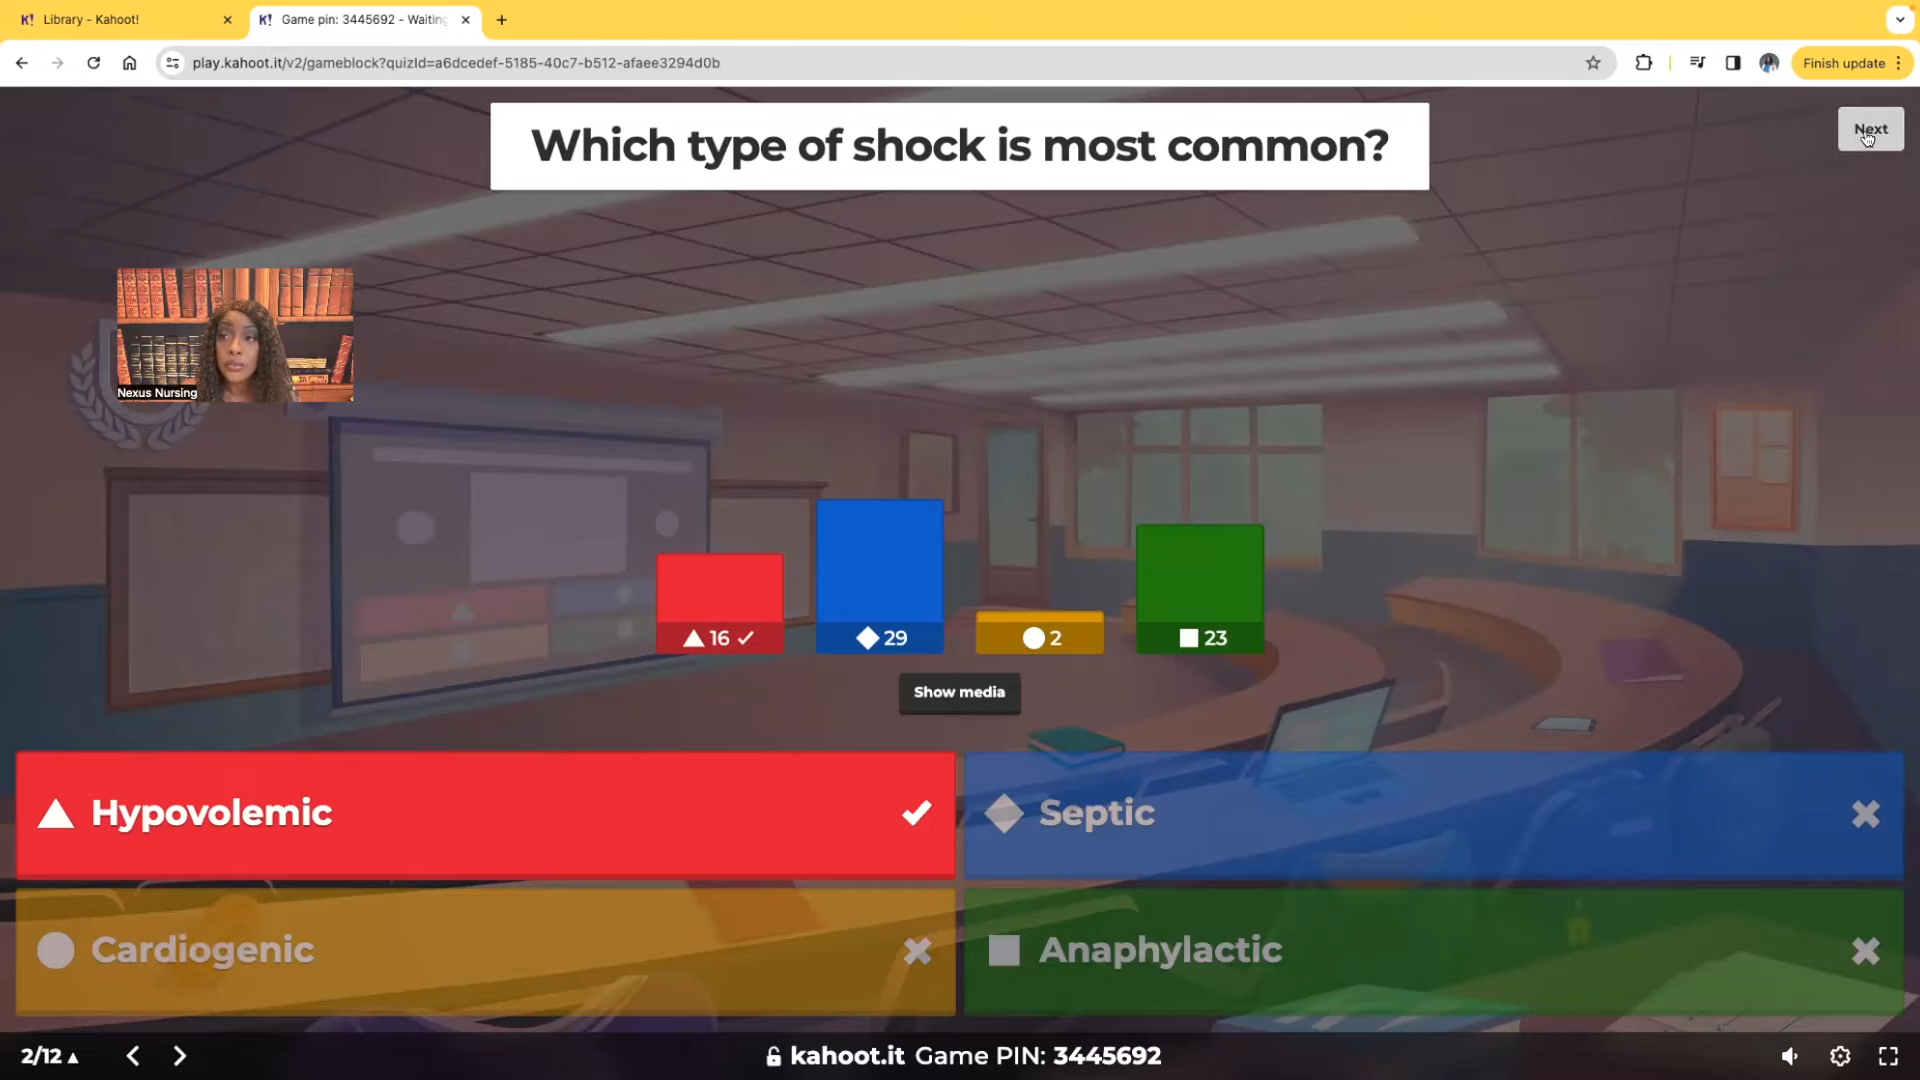 Library - Kahoot!
Game pin: 3445692 - Waiting
play.kahoot.it/v2/gameblock?quizId=a6dcedef-5185-40c7-b512-afaee3294d0b
Finish update
Which type of shock is most common?
Next
Nexus Nursing
16
29
2
23
Show media
Hypovolemic
Septic
Cardiogenic
Anaphylactic
2/12
kahoot.it Game PIN: 3445692